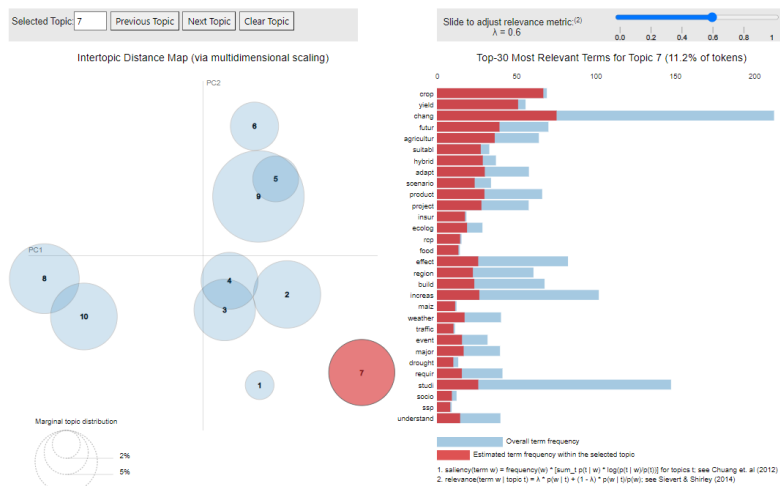 Selected Topic: 7 Previous Topic Next Topic Clear Topic
Slide to adjust relevance metric:(2)
λ = 0.6
0.0 0.2 0.4 0.6 0.8 1
Intertopic Distance Map (via multidimensional scaling)
PC2
PC1
6
5
9
8
10
4
3
2
7
1
Marginal topic distribution
2%
5%
Top-30 Most Relevant Terms for Topic 7 (11.2% of tokens)
0 50 100 150 200
crop
yield
chang
futur
agricultur
suitabl
hybrid
adapt
scenario
product
project
insur
ecolog
rcp
food
effect
region
build
increas
maiz
weather
traffic
event
major
drought
requir
studi
socio
ssp
understand
Overall term frequency
Estimated term frequency within the selected topic
1. saliency(term w) = frequency(w) * [sum_t p(t | w) * log(p(t | w)/p(t))] for topics t; see Chuang et. al (2012)
2. relevance(term w | topic t) = λ * p(w | t) + (1 - λ) * p(w | t)/p(w); see Sievert & Shirley (2014)